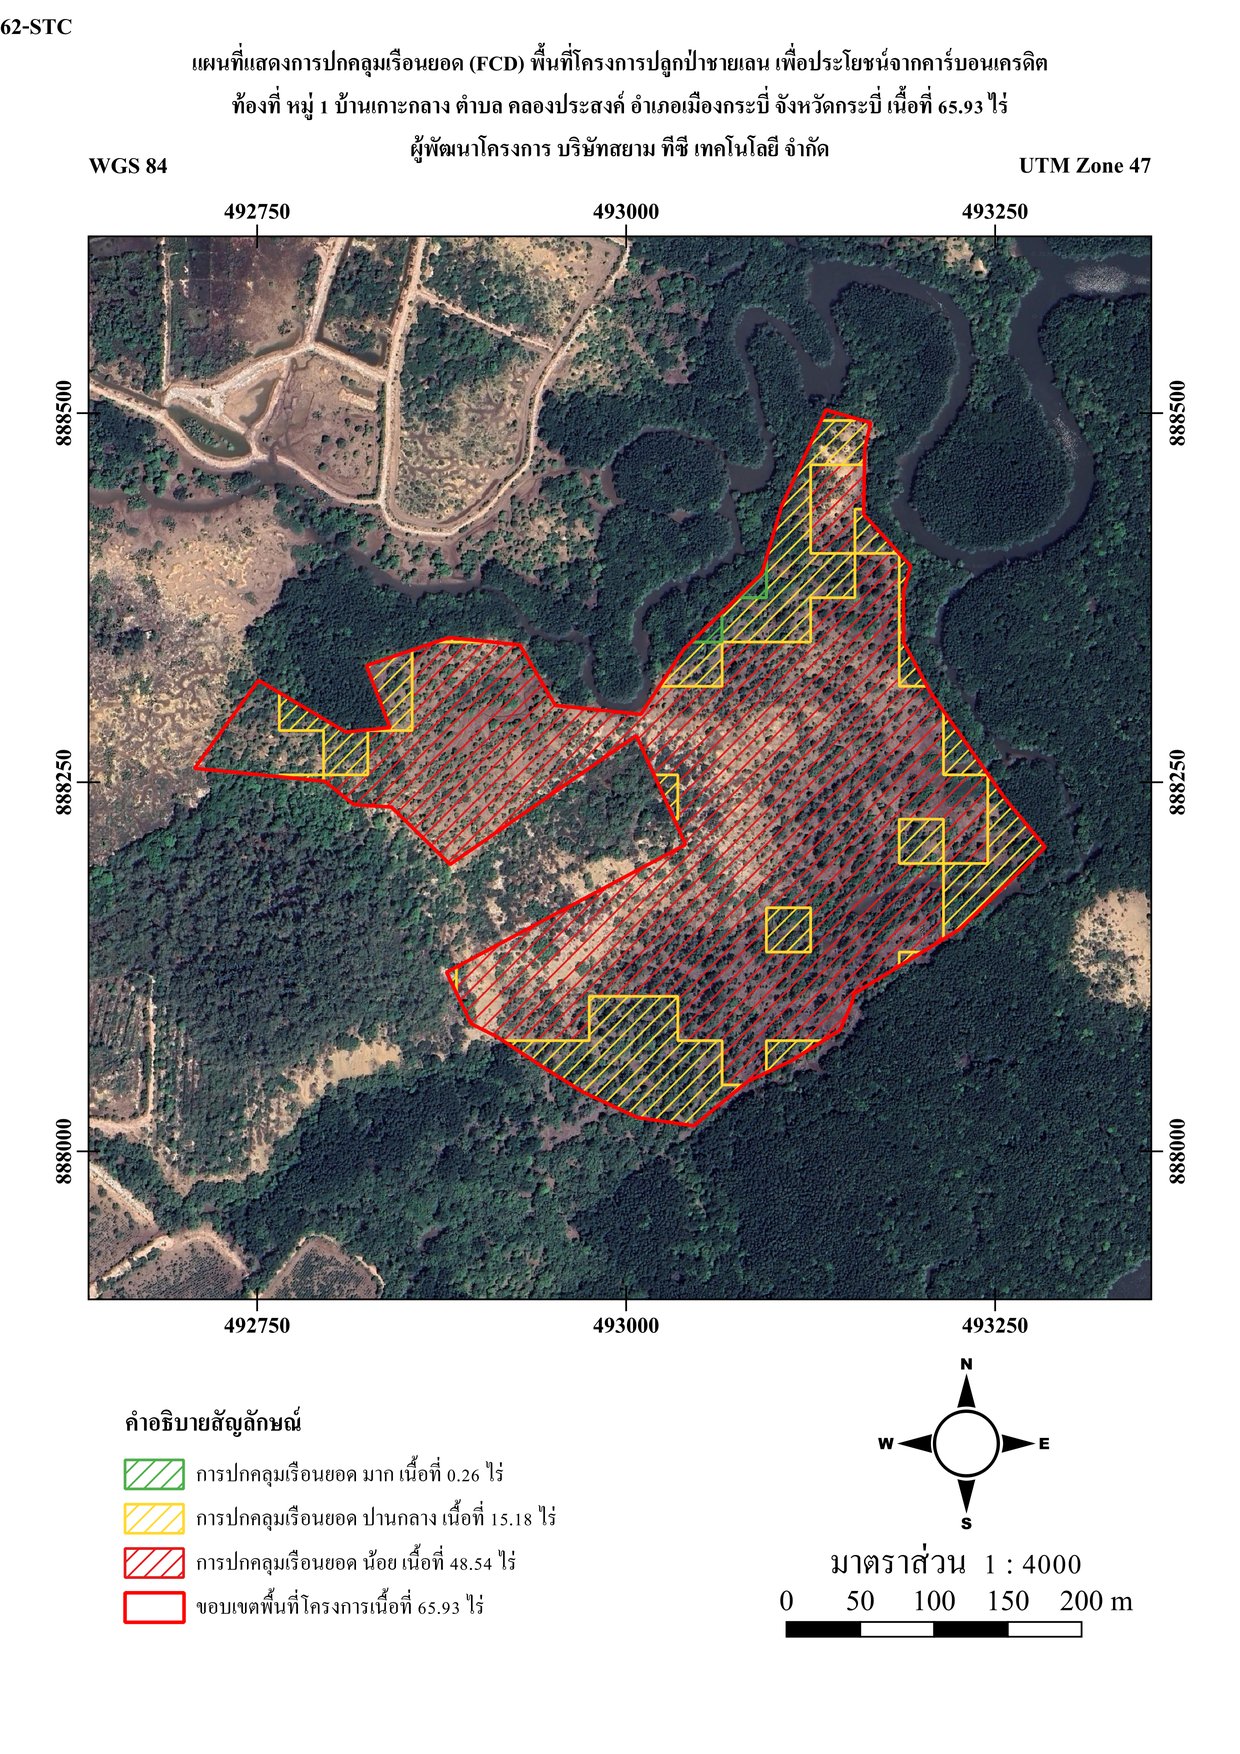 62-STC
แผนที่แสดงการปกคลุมเรือนยอด (FCD) พื้นที่โครงการปลูกป่าชายเลน เพื่อประโยชน์จากคาร์บอนเครดิต
ท้องที่ หมู่ 1 บ้านเกาะกลาง ตำบล คลองประสงค์ อำเภอเมืองกระบี่ จังหวัดกระบี่ เนื้อที่ 65.93 ไร่
ผู้พัฒนาโครงการ บริษัทสยาม ทีซี เทคโนโลยี จำกัด
WGS 84
UTM Zone 47
492750
493000
493250
888500
888500
888250
888250
888000
888000
492750
493000
493250
คำอธิบายสัญลักษณ์
การปกคลุมเรือนยอด มาก เนื้อที่ 0.26 ไร่
การปกคลุมเรือนยอด ปานกลาง เนื้อที่ 15.18 ไร่
การปกคลุมเรือนยอด น้อย เนื้อที่ 48.54 ไร่
ขอบเขตพื้นที่โครงการเนื้อที่ 65.93 ไร่
N
W
E
S
มาตราส่วน 1 : 4000
0 50 100 150 200 m